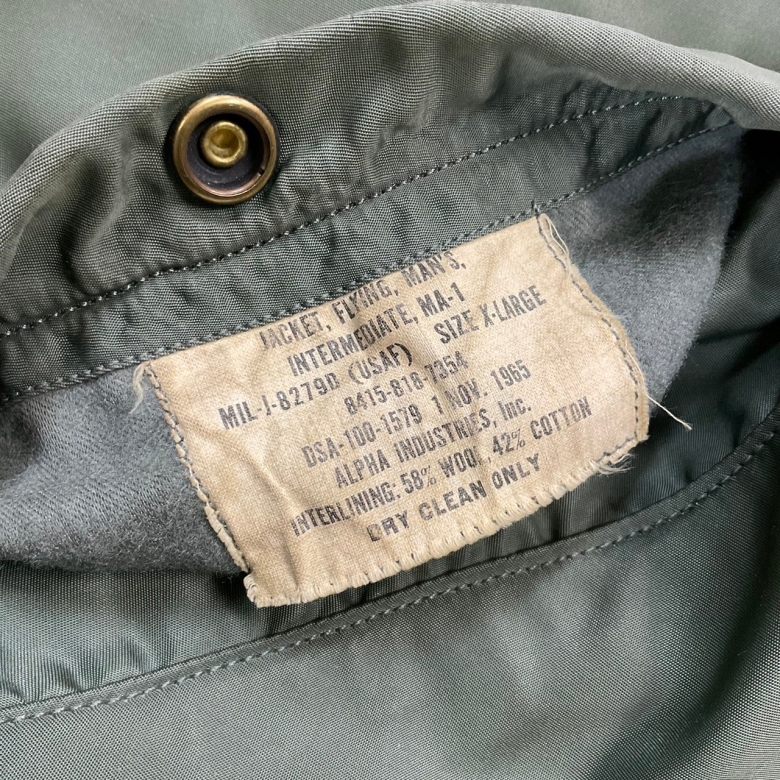 JACKET, FLYING, MAN'S,
INTERMEDIATE, MA-1
MIL-J-8279D (USAF) SIZE X-LARGE
8415-818-7354
DSA-100-1579 1 NOV. 1965
ALPHA INDUSTRIES, Inc.
INTERLINING: 58% WOOL, 42% COTTON
DRY CLEAN ONLY